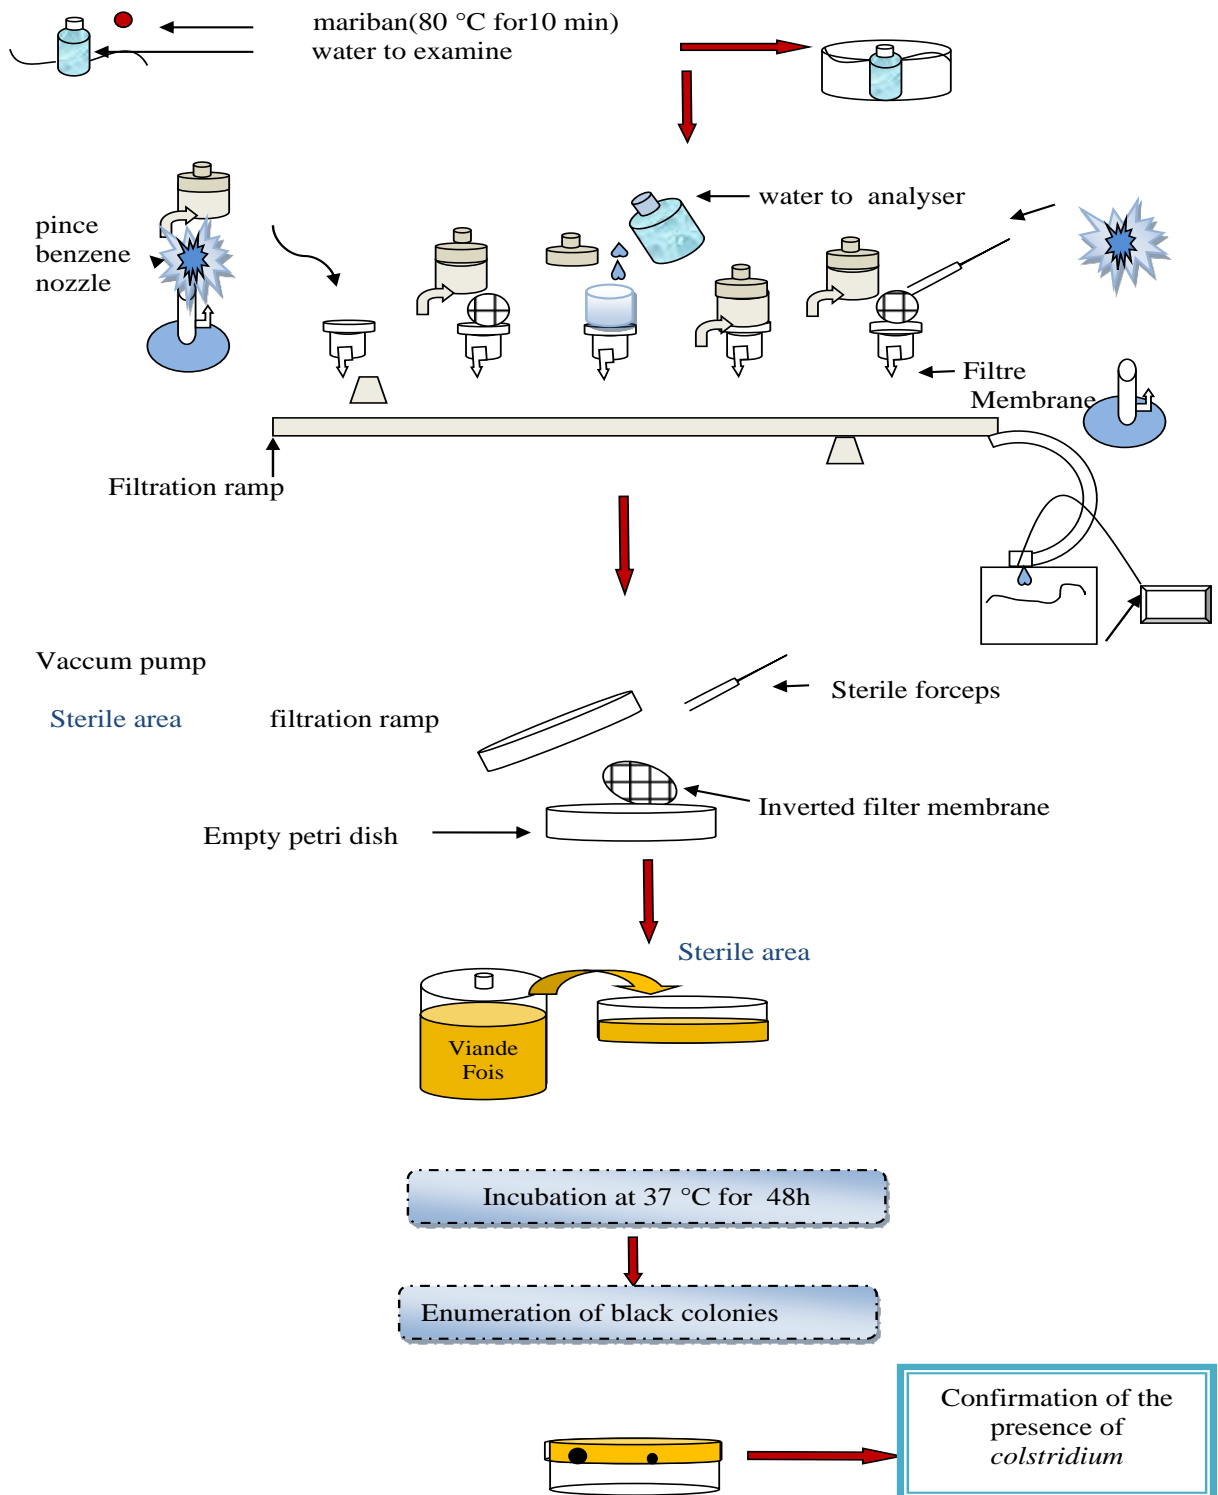 mariban(80 °C for10 min)
water to examine
water to  analyser
pince
benzene
nozzle
Filtre
Membrane
Filtration ramp
Vaccum pump
Sterile forceps
Sterile area
filtration ramp
Inverted filter membrane
Empty petri dish
Sterile area
Viande
Fois
Incubation at 37 °C for  48h
Enumeration of black colonies
Confirmation of the
presence of
colstridium